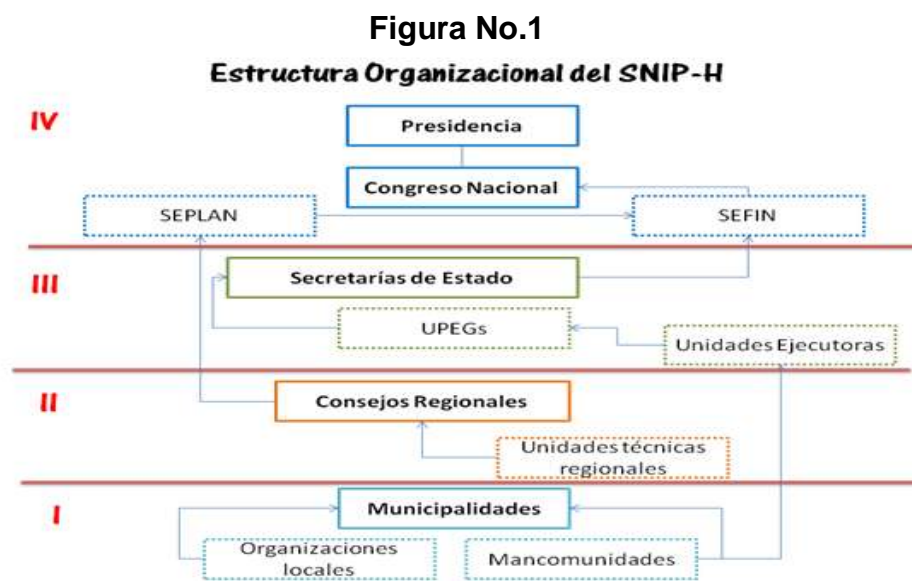 Figura No.1
Estructura Organizacional del SNIP-H
IV
Presidencia
Congreso Nacional
SEPLAN
SEFIN
III
Secretarías de Estado
UPEGs
Unidades Ejecutoras
II
Consejos Regionales
Unidades técnicas
regionales
I
Municipalidades
Organizaciones
locales
Mancomunidades